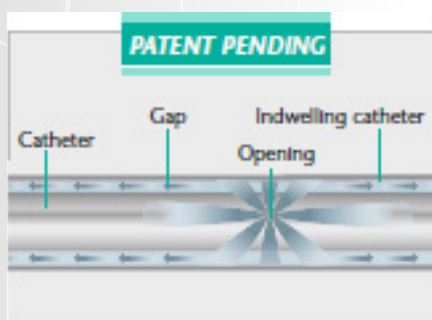 PATENT PENDING
Gap
Indwelling catheter
Catheter
Opening